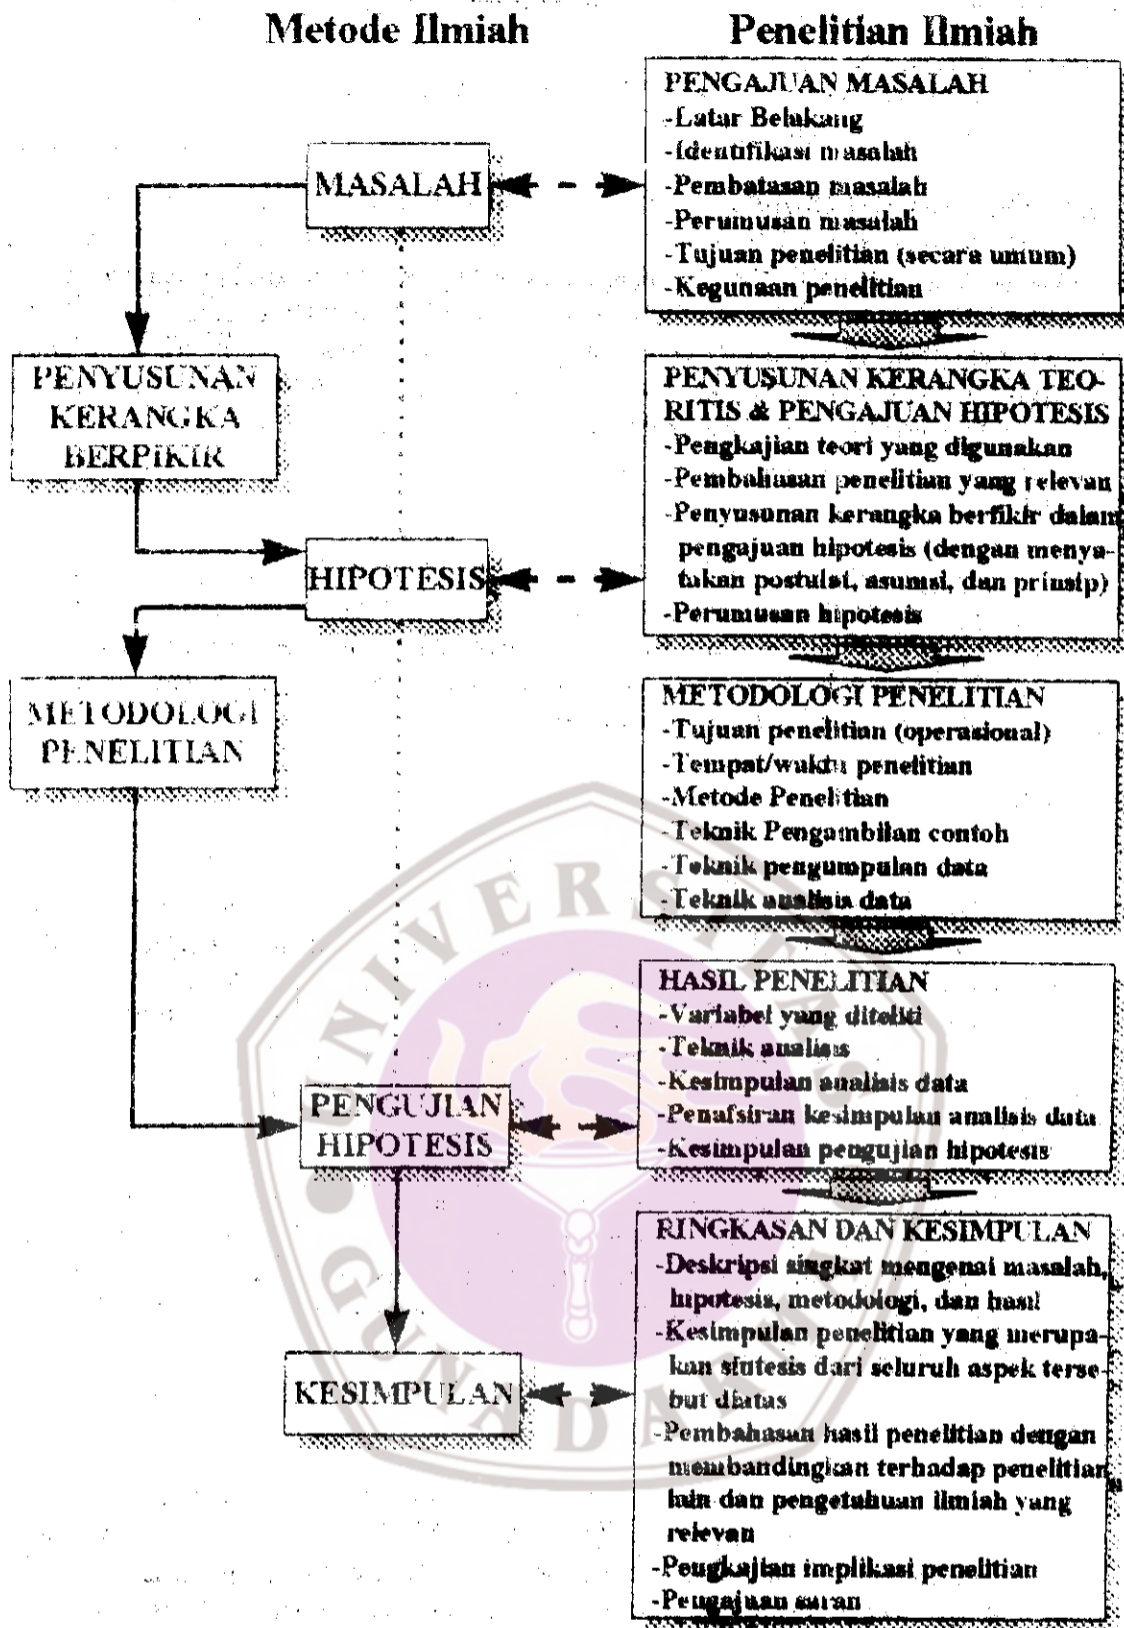 Metode Ilmiah
Penelitian Ilmiah
MASALAH
PENYUSUNAN
KERANGKA
BERPIKIR
HIPOTESIS
METODOLOGI
PENELITIAN
PENGUJIAN
HIPOTESIS
KESIMPULAN
PENGAJUAN MASALAH
-Latar Belakang
-Identifikasi masalah
-Pembatasan masalah
-Perumusan masalah
-Tujuan penelitian (secara umum)
-Kegunaan penelitian
PENYUSUNAN KERANGKA TEO-
RITIS & PENGAJUAN HIPOTESIS
-Pengkajian teori yang digunakan
-Pembahasan penelitian yang relevan
-Penyusunan kerangka berfikir dalam
pengajuan hipotesis (dengan menya-
takan postulat, asumsi, dan prinsip)
-Perumusan hipotesis
METODOLOGI PENELITIAN
-Tujuan penelitian (operasional)
-Tempat/waktu penelitian
-Metode Penelitian
-Teknik Pengambilan contoh
-Teknik pengumpulan data
-Teknik analisis data
HASIL PENELITIAN
-Variabel yang diteliti
-Teknik analisis
-Kesimpulan analisis data
-Penafsiran kesimpulan analisis data
-Kesimpulan pengujian hipotesis
RINGKASAN DAN KESIMPULAN
-Deskripsi singkat mengenai masalah,
hipotesis, metodologi, dan hasil
-Kesimpulan penelitian yang merupa-
kan sintesis dari seluruh aspek terse-
but diatas
-Pembahasan hasil penelitian dengan
membandingkan terhadap penelitian
lain dan pengetahuan ilmiah yang
relevan
-Pengkajian implikasi penelitian
-Pengajuan saran
UNIVERSITAS
GUNADARMA